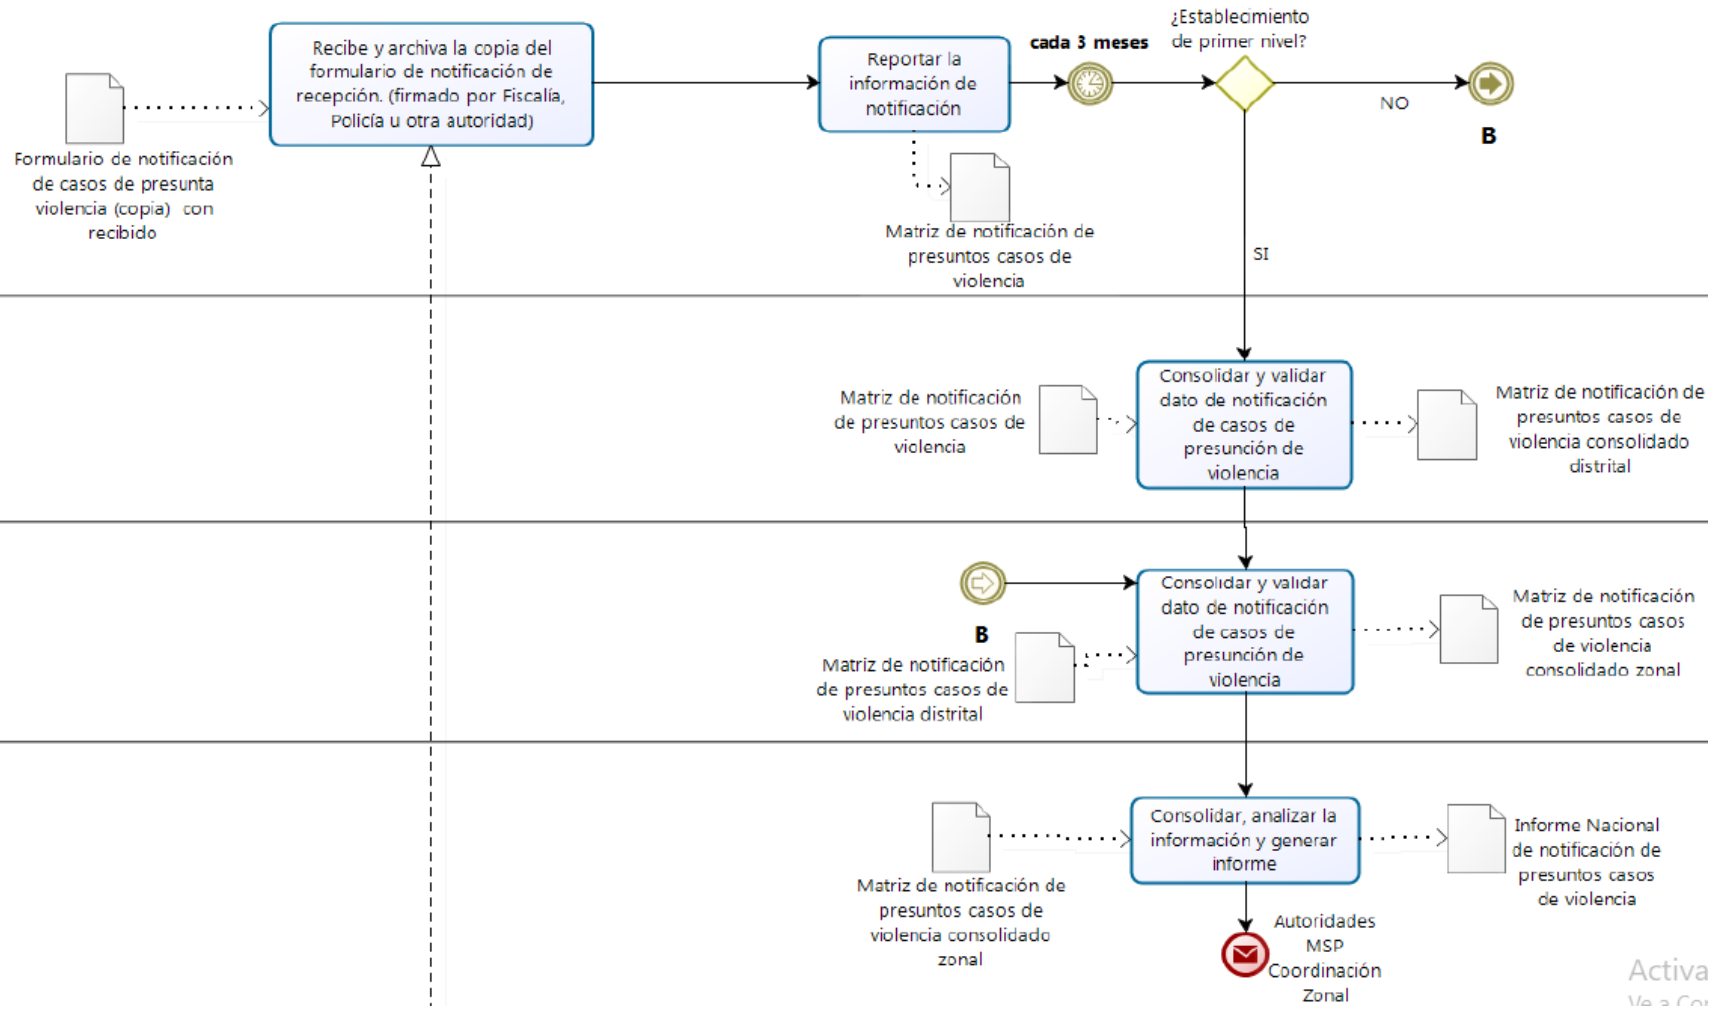 Recibe y archiva la copia del
formulario de notificación de
recepción. (firmado por Fiscalía,
Policía u otra autoridad)
Formulario de notificación
de casos de presunta
violencia (copia) con
recibido
Reportar la
información de
notificación
cada 3 meses
¿Establecimiento
de primer nivel?
NO
B
Matriz de notificación de
presuntos casos de
violencia
SI
Matriz de notificación
de presuntos casos de
violencia
Consolidar y validar
dato de notificación
de casos de
presunción de
violencia
Matriz de notificación de
presuntos casos de
violencia consolidado
distrital
B
Matriz de notificación
de presuntos casos de
violencia distrital
Consolidar y validar
dato de notificación
de casos de
presunción de
violencia
Matriz de notificación
de presuntos casos
de violencia
consolidado zonal
Matriz de notificación de
presuntos casos de
violencia consolidado
zonal
Consolidar, analizar la
información y generar
informe
Informe Nacional
de notificación de
presuntos casos
de violencia
Autoridades
MSP
Coordinación
Zonal
Activa
Ve a Co